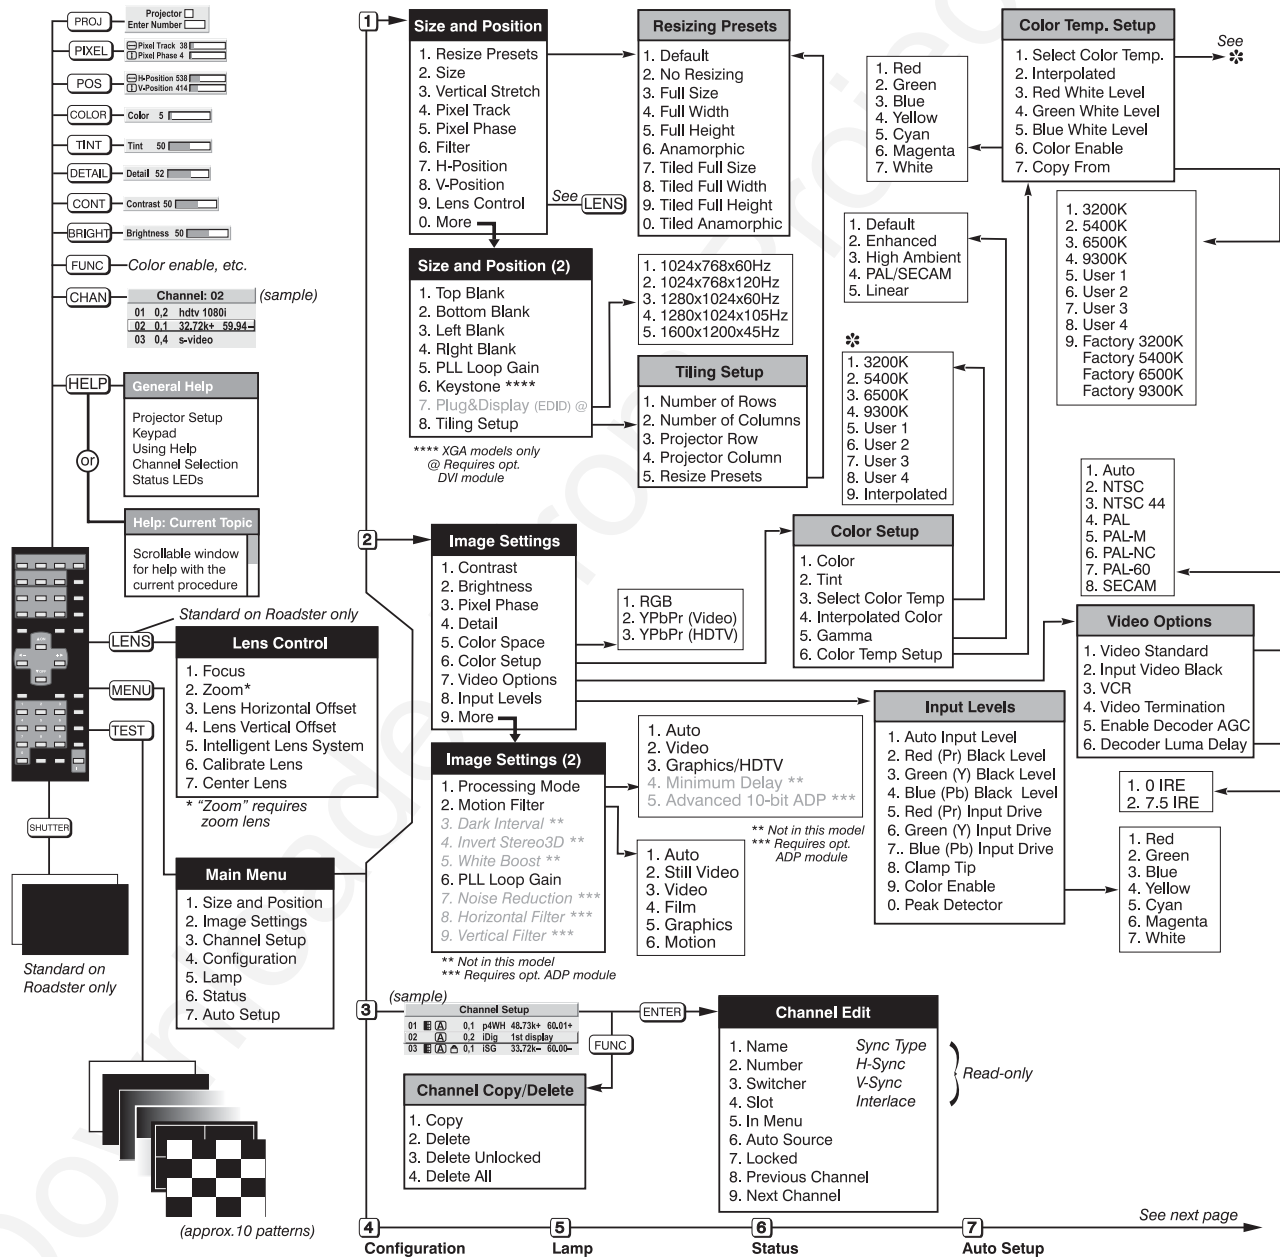 PROJ
Projector
Enter Number
PIXEL
Pixel Track 38
Pixel Phase 4
POS
H-Position 538
V-Position 414
COLOR
Color 5
TINT
Tint 50
DETAIL
Detail 52
CONT
Contrast 50
BRIGHT
Brightness 50
FUNC
Color enable, etc.
CHAN
Channel: 02
(sample)
01 0,2 hdtv 1080i
02 0,1 32.72k+ 59.94–
03 0,4 s-video
HELP
General Help
Projector Setup
Keypad
Using Help
Channel Selection
Status LEDs
or
Help: Current Topic
Scrollable window
for help with the
current procedure
Standard on Roadster only
LENS
Lens Control
1. Focus
2. Zoom*
3. Lens Horizontal Offset
4. Lens Vertical Offset
5. Intelligent Lens System
6. Calibrate Lens
7. Center Lens
* "Zoom" requires
zoom lens
MENU
TEST
SHUTTER
Standard on
Roadster only
Main Menu
1. Size and Position
2. Image Settings
3. Channel Setup
4. Configuration
5. Lamp
6. Status
7. Auto Setup
(approx.10 patterns)
1
Size and Position
1. Resize Presets
2. Size
3. Vertical Stretch
4. Pixel Track
5. Pixel Phase
6. Filter
7. H-Position
8. V-Position
9. Lens Control
0. More
See LENS
Resizing Presets
1. Default
2. No Resizing
3. Full Size
4. Full Width
5. Full Height
6. Anamorphic
7. Tiled Full Size
8. Tiled Full Width
9. Tiled Full Height
0. Tiled Anamorphic
Size and Position (2)
1. Top Blank
2. Bottom Blank
3. Left Blank
4. RIght Blank
5. PLL Loop Gain
6. Keystone ****
7. Plug&Display (EDID) @
8. Tiling Setup
**** XGA models only
@ Requires opt.
DVI module
1. 1024x768x60Hz
2. 1024x768x120Hz
3. 1280x1024x60Hz
4. 1280x1024x105Hz
5. 1600x1200x45Hz
Tiling Setup
1. Number of Rows
2. Number of Columns
3. Projector Row
4. Projector Column
5. Resize Presets
Color Temp. Setup
1. Select Color Temp.
2. Interpolated
3. Red White Level
4. Green White Level
5. Blue White Level
6. Color Enable
7. Copy From
See
✻
1. Red
2. Green
3. Blue
4. Yellow
5. Cyan
6. Magenta
7. White
1. 3200K
2. 5400K
3. 6500K
4. 9300K
5. User 1
6. User 2
7. User 3
8. User 4
9. Factory 3200K
Factory 5400K
Factory 6500K
Factory 9300K
1. Default
2. Enhanced
3. High Ambient
4. PAL/SECAM
5. Linear
✻
1. 3200K
2. 5400K
3. 6500K
4. 9300K
5. User 1
6. User 2
7. User 3
8. User 4
9. Interpolated
2
Image Settings
1. Contrast
2. Brightness
3. Pixel Phase
4. Detail
5. Color Space
6. Color Setup
7. Video Options
8. Input Levels
9. More
1. RGB
2. YPbPr (Video)
3. YPbPr (HDTV)
Color Setup
1. Color
2. Tint
3. Select Color Temp
4. Interpolated Color
5. Gamma
6. Color Temp Setup
1. Auto
2. NTSC
3. NTSC 44
4. PAL
5. PAL-M
6. PAL-NC
7. PAL-60
8. SECAM
Video Options
1. Video Standard
2. Input Video Black
3. VCR
4. Video Termination
5. Enable Decoder AGC
6. Decoder Luma Delay
1. 0 IRE
2. 7.5 IRE
Input Levels
1. Auto Input Level
2. Red (Pr) Black Level
3. Green (Y) Black Level
4. Blue (Pb) Black Level
5. Red (Pr) Input Drive
6. Green (Y) Input Drive
7.. Blue (Pb) Input Drive
8. Clamp Tip
9. Color Enable
0. Peak Detector
1. Red
2. Green
3. Blue
4. Yellow
5. Cyan
6. Magenta
7. White
Image Settings (2)
1. Processing Mode
2. Motion Filter
3. Dark Interval **
4. Invert Stereo3D **
5. White Boost **
6. PLL Loop Gain
7. Noise Reduction ***
8. Horizontal Filter ***
9. Vertical Filter ***
** Not in this model
*** Requires opt. ADP module
1. Auto
2. Video
3. Graphics/HDTV
4. Minimum Delay **
5. Advanced 10-bit ADP ***
** Not in this model
*** Requires opt.
ADP module
1. Auto
2. Still Video
3. Video
4. Film
5. Graphics
6. Motion
3
(sample)
Channel Setup
01 A 0,1 p4WH 48.73k+ 60.01+
02 A 0,2 iDig 1st display
03 A 0,1 iSG 33.72k– 60.00–
ENTER
FUNC
Channel Copy/Delete
1. Copy
2. Delete
3. Delete Unlocked
4. Delete All
Channel Edit
1. Name Sync Type
2. Number H-Sync
3. Switcher V-Sync
4. Slot Interlace
5. In Menu
6. Auto Source
7. Locked
8. Previous Channel
9. Next Channel
Read-only
4
Configuration
5
Lamp
6
Status
7
Auto Setup
See next page